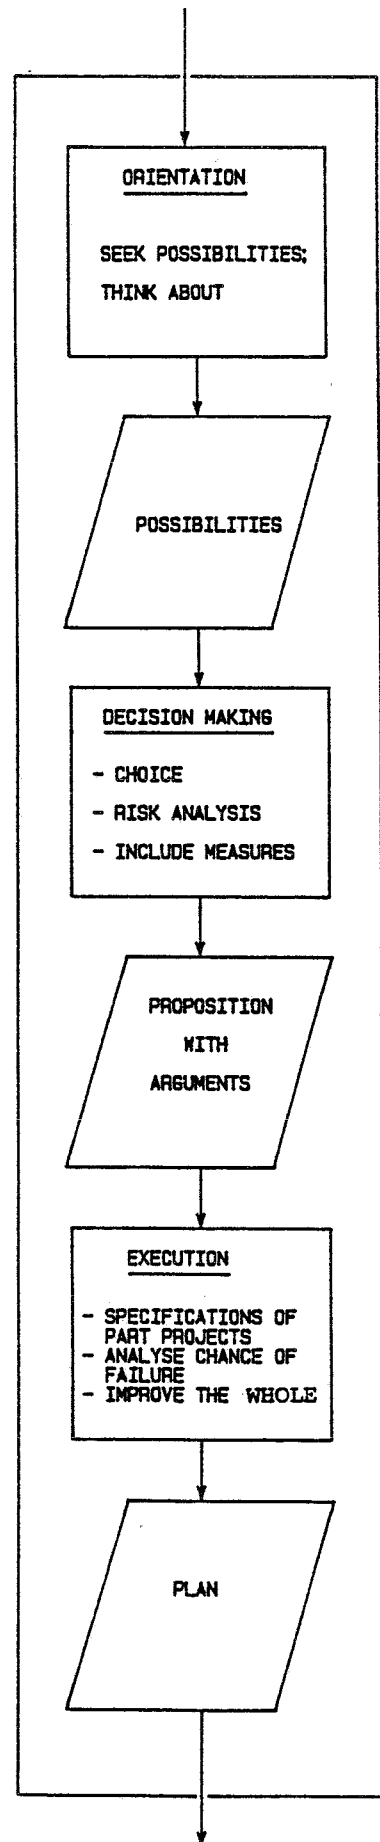 ORIENTATION
SEEK POSSIBILITIES;
THINK ABOUT
POSSIBILITIES
DECISION MAKING
- CHOICE
- RISK ANALYSIS
- INCLUDE MEASURES
PROPOSITION
WITH
ARGUMENTS
EXECUTION
- SPECIFICATIONS OF
PART PROJECTS
- ANALYSE CHANCE OF
FAILURE
- IMPROVE THE WHOLE
PLAN